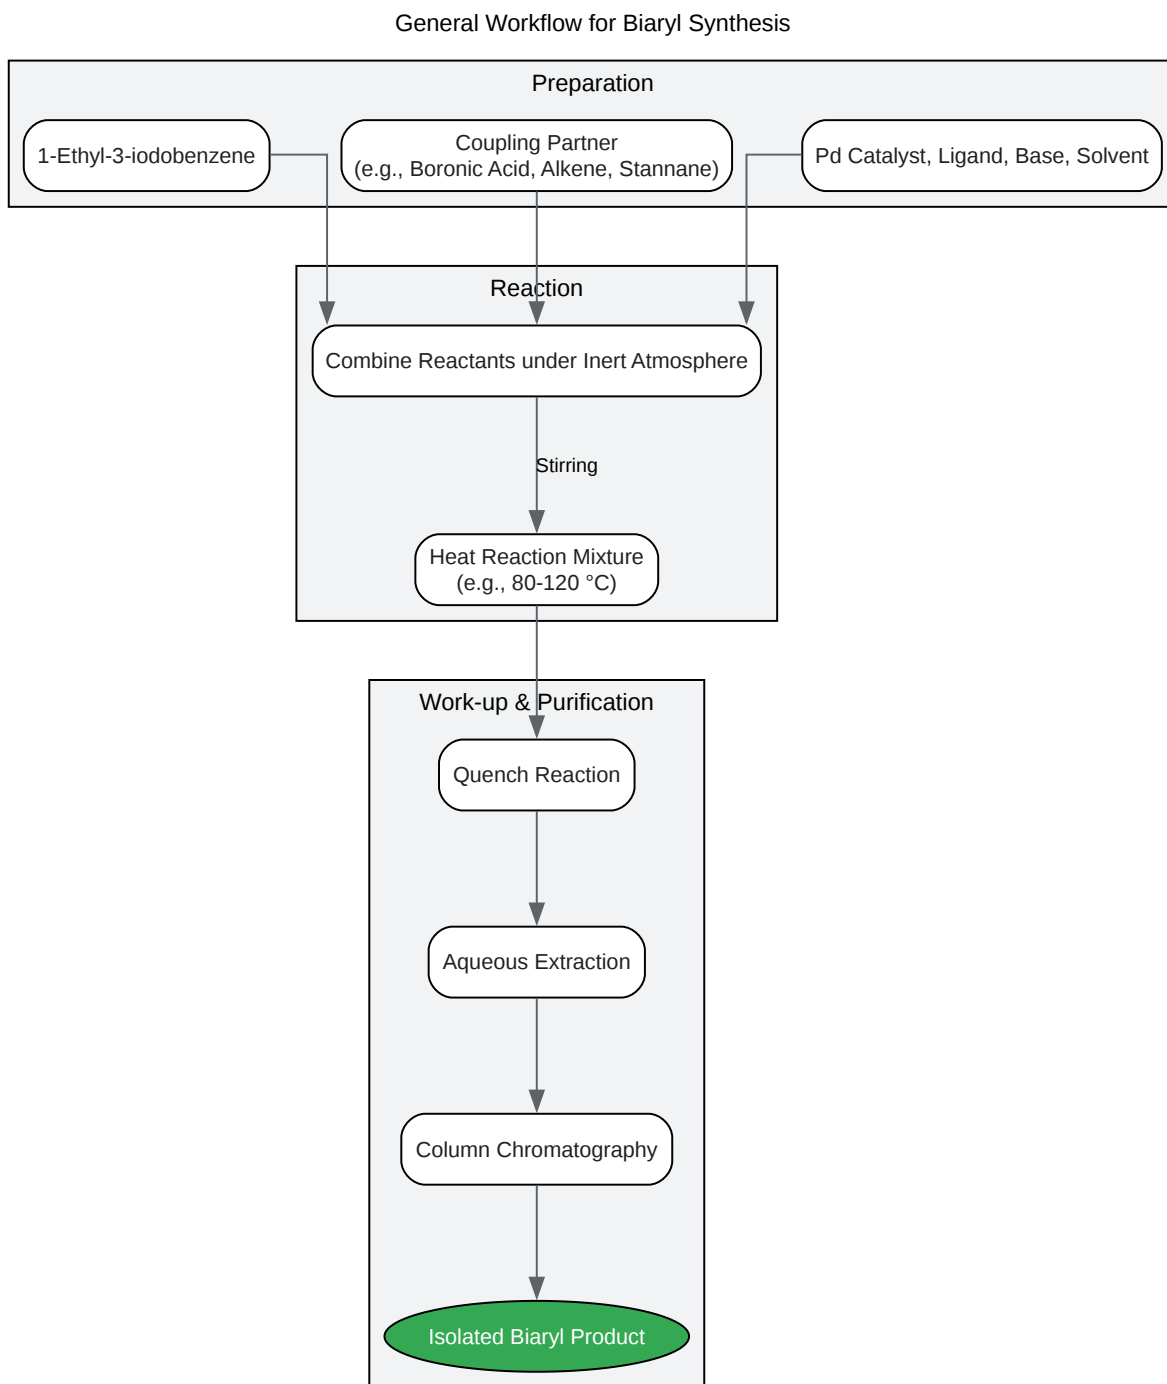 General Workflow for Biaryl Synthesis
Preparation
1-Ethyl-3-iodobenzene
Coupling Partner
(e.g., Boronic Acid, Alkene, Stannane)
Pd Catalyst, Ligand, Base, Solvent
Reaction
Combine Reactants under Inert Atmosphere
Stirring
Heat Reaction Mixture
(e.g., 80-120 °C)
Work-up & Purification
Quench Reaction
Aqueous Extraction
Column Chromatography
Isolated Biaryl Product